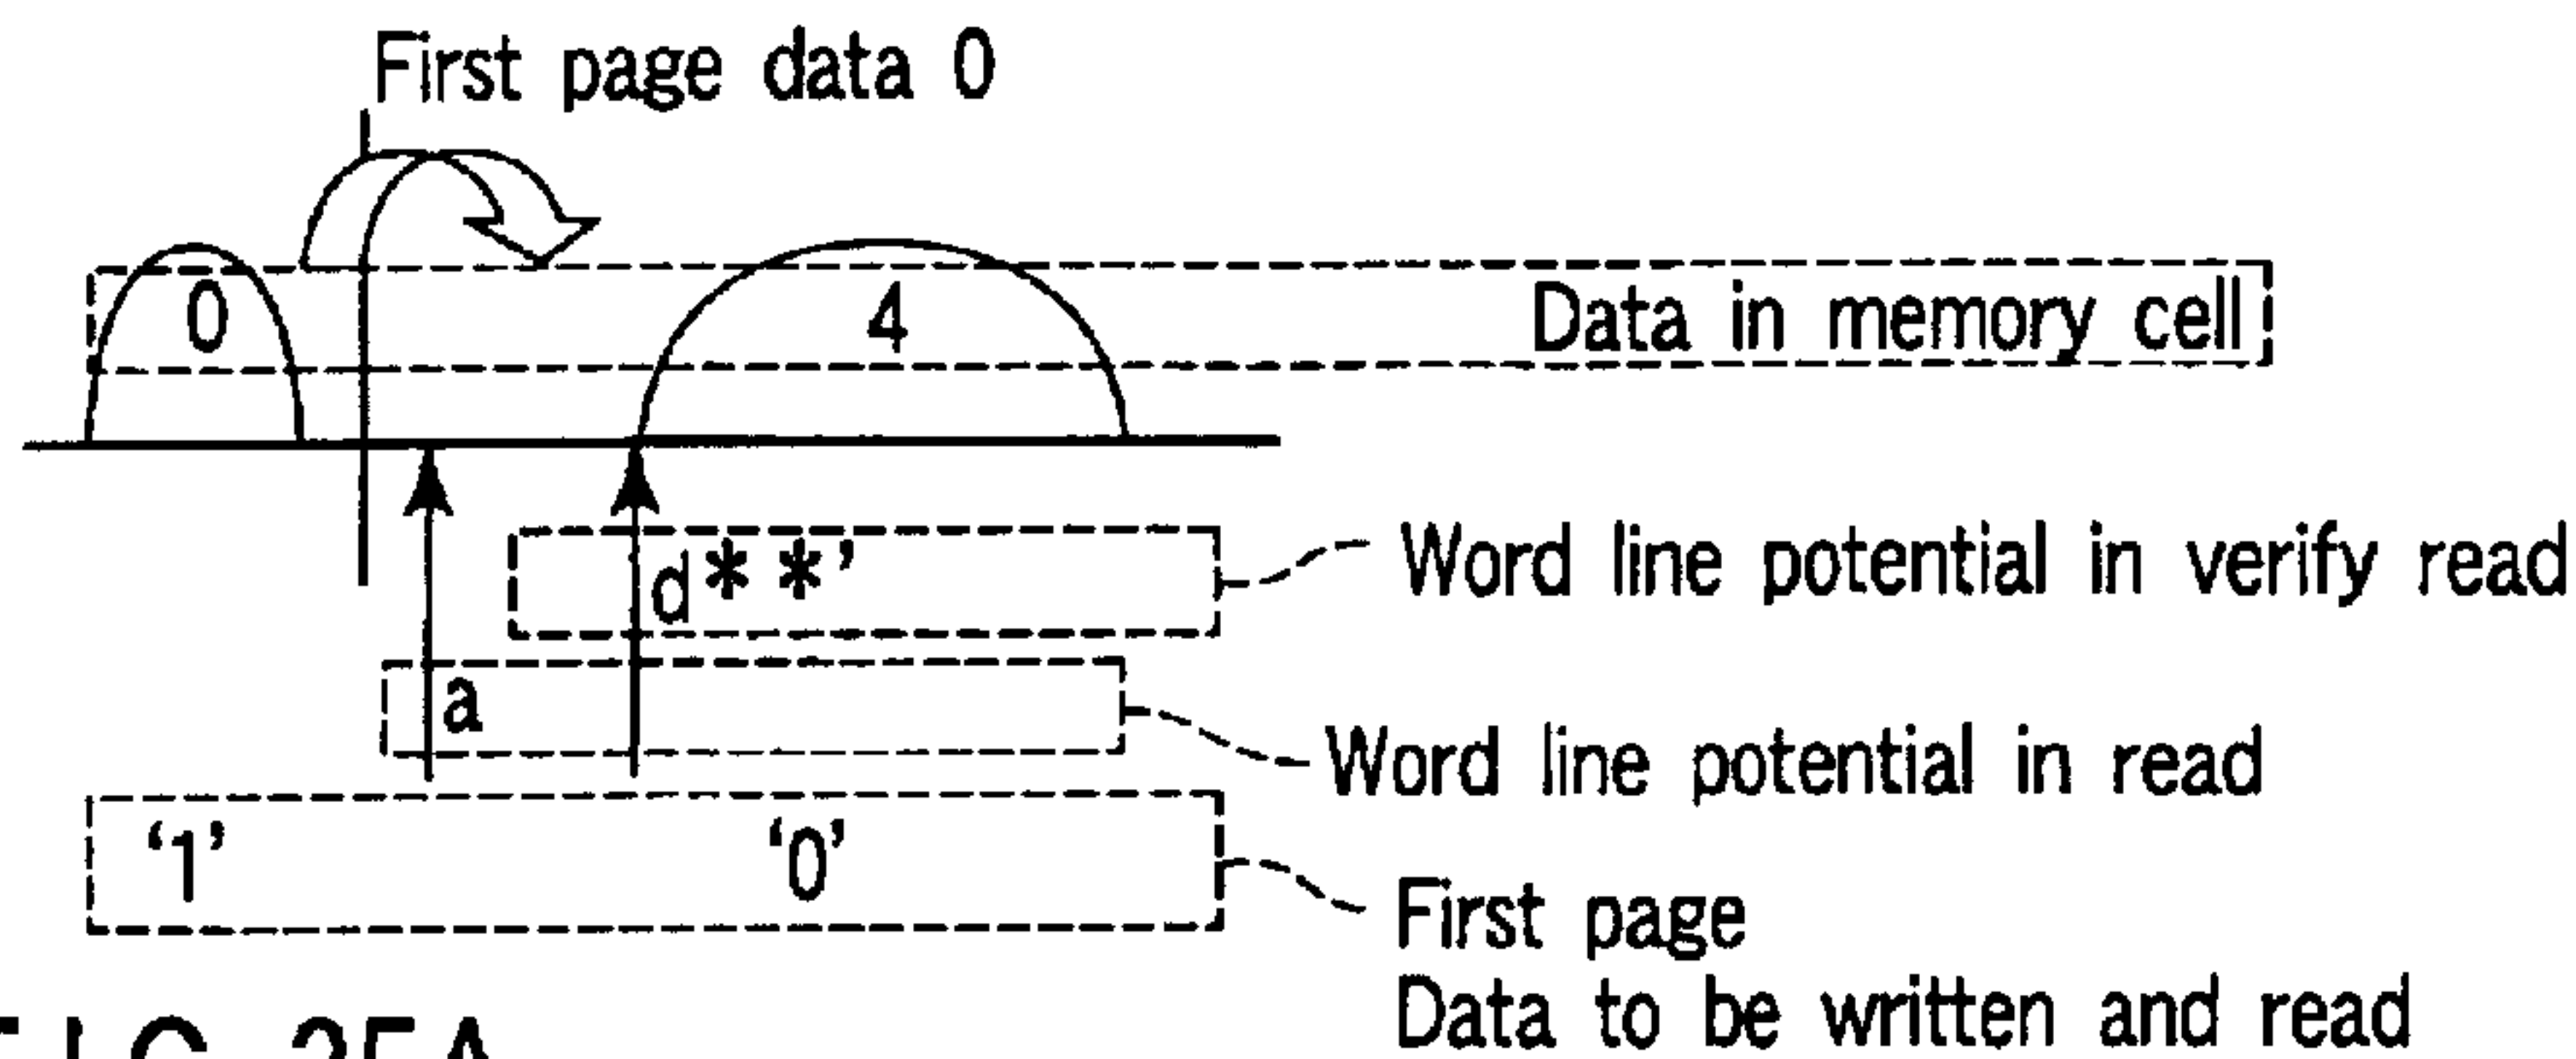 First page data 0
0 4 Data in memory cell
d**’ Word line potential in verify read
a
Word line potential in read
‘1’ ‘0’
First page
Data to be written and read